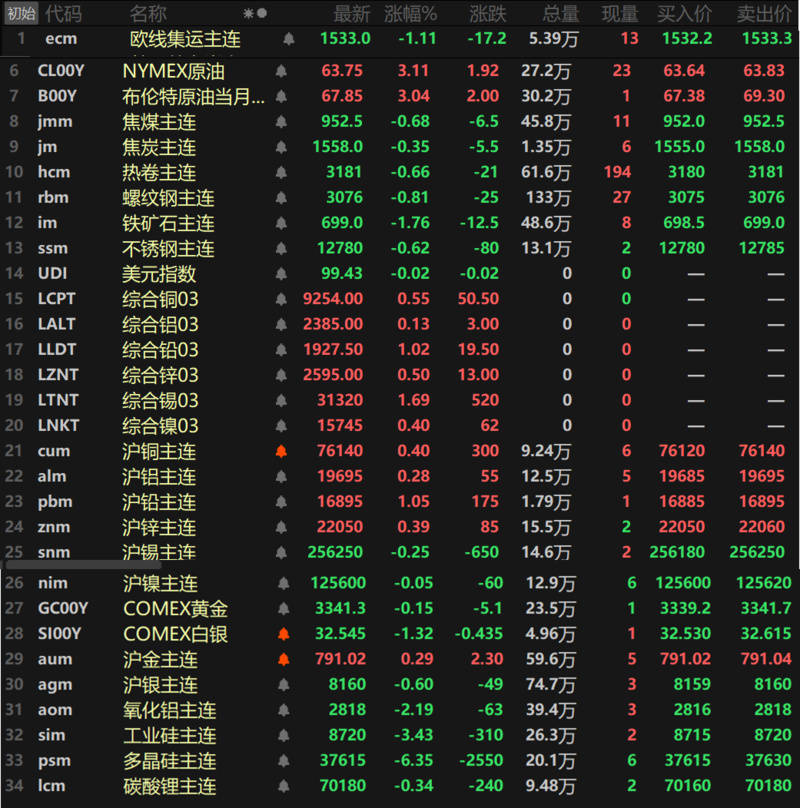 初始 代码 名称 最新 涨幅% 涨跌 总量 现量 买入价 卖出价
1 ecm 欧线集运主连 1533.0 -1.11 -17.2 5.39万 13 1532.2 1533.3
6 CL00Y NYMEX原油 63.75 3.11 1.92 27.2万 23 63.64 63.83
7 B00Y 布伦特原油当月... 67.85 3.04 2.00 30.2万 1 67.38 69.30
8 jmm 焦煤主连 952.5 -0.68 -6.5 45.8万 11 952.0 952.5
9 jm 焦炭主连 1558.0 -0.35 -5.5 1.35万 6 1555.0 1558.0
10 hcm 热卷主连 3181 -0.66 -21 61.6万 194 3180 3181
11 rbm 螺纹钢主连 3076 -0.81 -25 133万 27 3075 3076
12 im 铁矿石主连 699.0 -1.76 -12.5 48.6万 8 698.5 699.0
13 ssm 不锈钢主连 12780 -0.62 -80 13.1万 2 12780 12785
14 UDI 美元指数 99.43 -0.02 -0.02 0 0 — —
15 LCPT 综合铜03 9254.00 0.55 50.50 0 0 — —
16 LALT 综合铝03 2385.00 0.13 3.00 0 0 — —
17 LLDT 综合铅03 1927.50 1.02 19.50 0 0 — —
18 LZNT 综合锌03 2595.00 0.50 13.00 0 0 — —
19 LTNT 综合锡03 31320 1.69 520 0 0 — —
20 LNKT 综合镍03 15745 0.40 62 0 0 — —
21 cum 沪铜主连 76140 0.40 300 9.24万 6 76120 76140
22 alm 沪铝主连 19695 0.28 55 12.5万 5 19685 19695
23 pbm 沪铅主连 16895 1.05 175 1.79万 1 16885 16895
24 znm 沪锌主连 22050 0.39 85 15.5万 2 22050 22060
25 snm 沪锡主连 256250 -0.25 -650 14.6万 2 256180 256250
26 nim 沪镍主连 125600 -0.05 -60 12.9万 6 125600 125620
27 GC00Y COMEX黄金 3341.3 -0.15 -5.1 23.5万 1 3339.2 3341.7
28 SI00Y COMEX白银 32.545 -1.32 -0.435 4.96万 1 32.530 32.615
29 aum 沪金主连 791.02 0.29 2.30 59.6万 5 791.02 791.04
30 agm 沪银主连 8160 -0.60 -49 74.7万 3 8159 8160
31 aom 氧化铝主连 2818 -2.19 -63 39.4万 3 2816 2818
32 sim 工业硅主连 8720 -3.43 -310 26.3万 2 8715 8720
33 psm 多晶硅主连 37615 -6.35 -2550 20.1万 6 37615 37630
34 lcm 碳酸锂主连 70180 -0.34 -240 9.48万 2 70160 70180